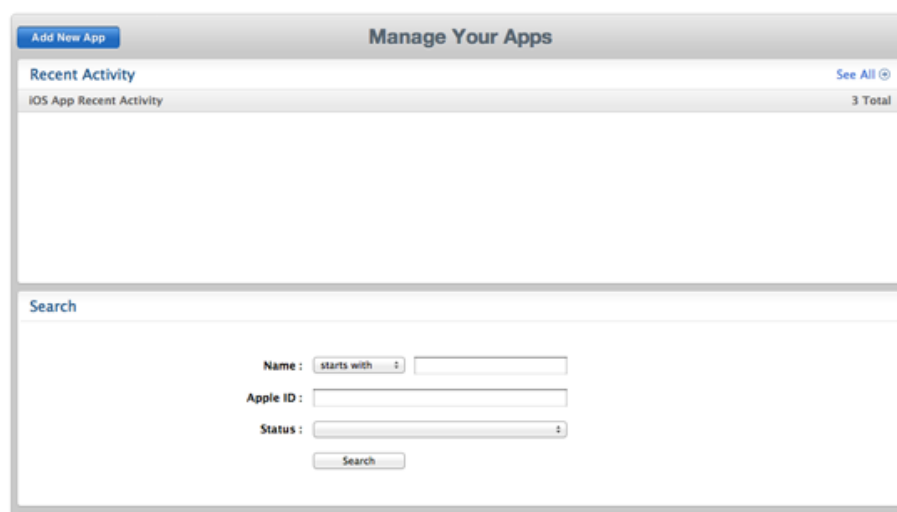 Add New App
Manage Your Apps
Recent Activity
See All
iOS App Recent Activity
3 Total
Search
Name : starts with
Apple ID :
Status :
Search